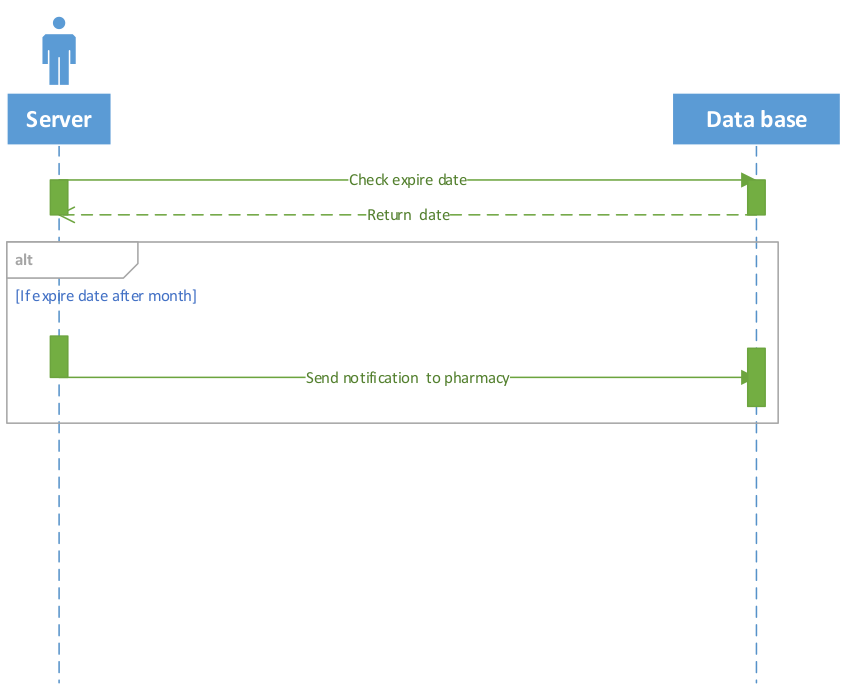 Server
Data base
Check expire date
Return date
alt
[If expire date after month]
Send notification to pharmacy